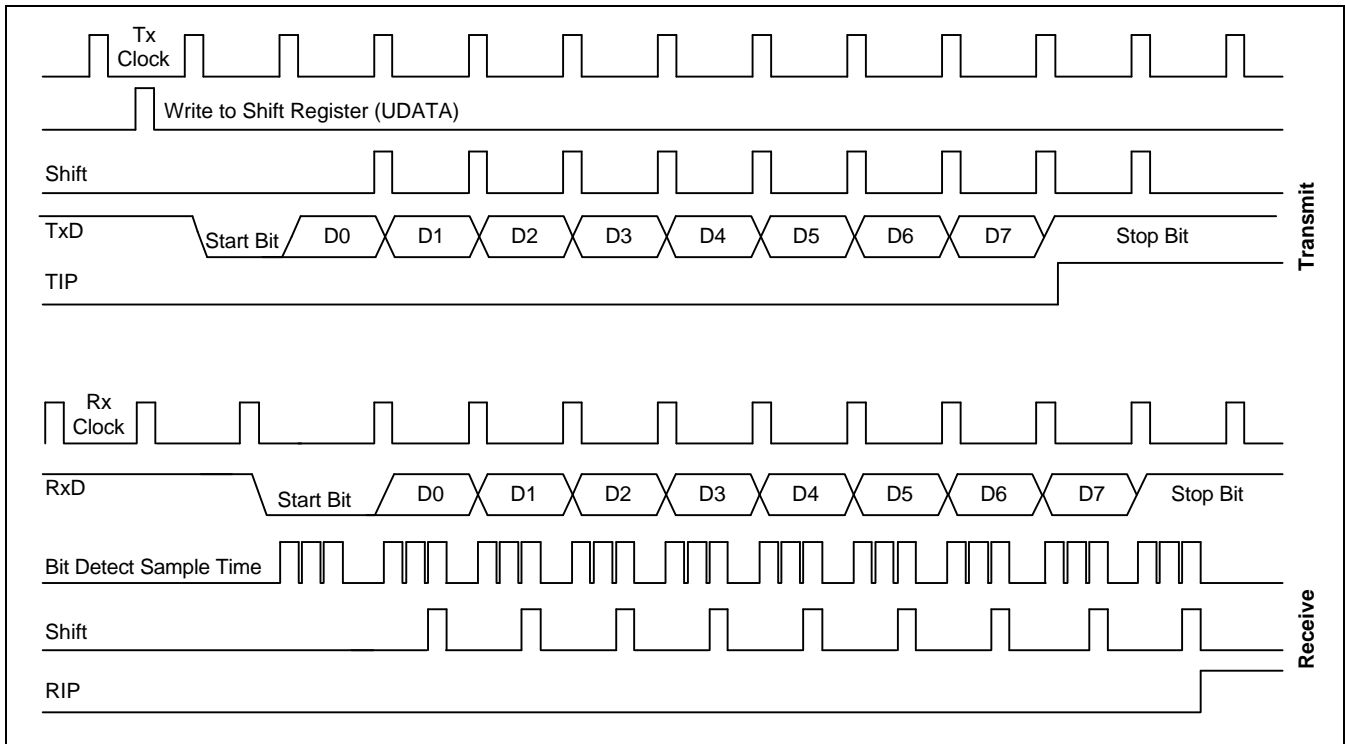 Tx
Clock
Write to Shift Register (UDATA)
Shift
TxD
Start Bit D0 D1 D2 D3 D4 D5 D6 D7 Stop Bit
TIP
Transmit
Rx
Clock
RxD
Start Bit D0 D1 D2 D3 D4 D5 D6 D7 Stop Bit
Bit Detect Sample Time
Shift
RIP
Receive